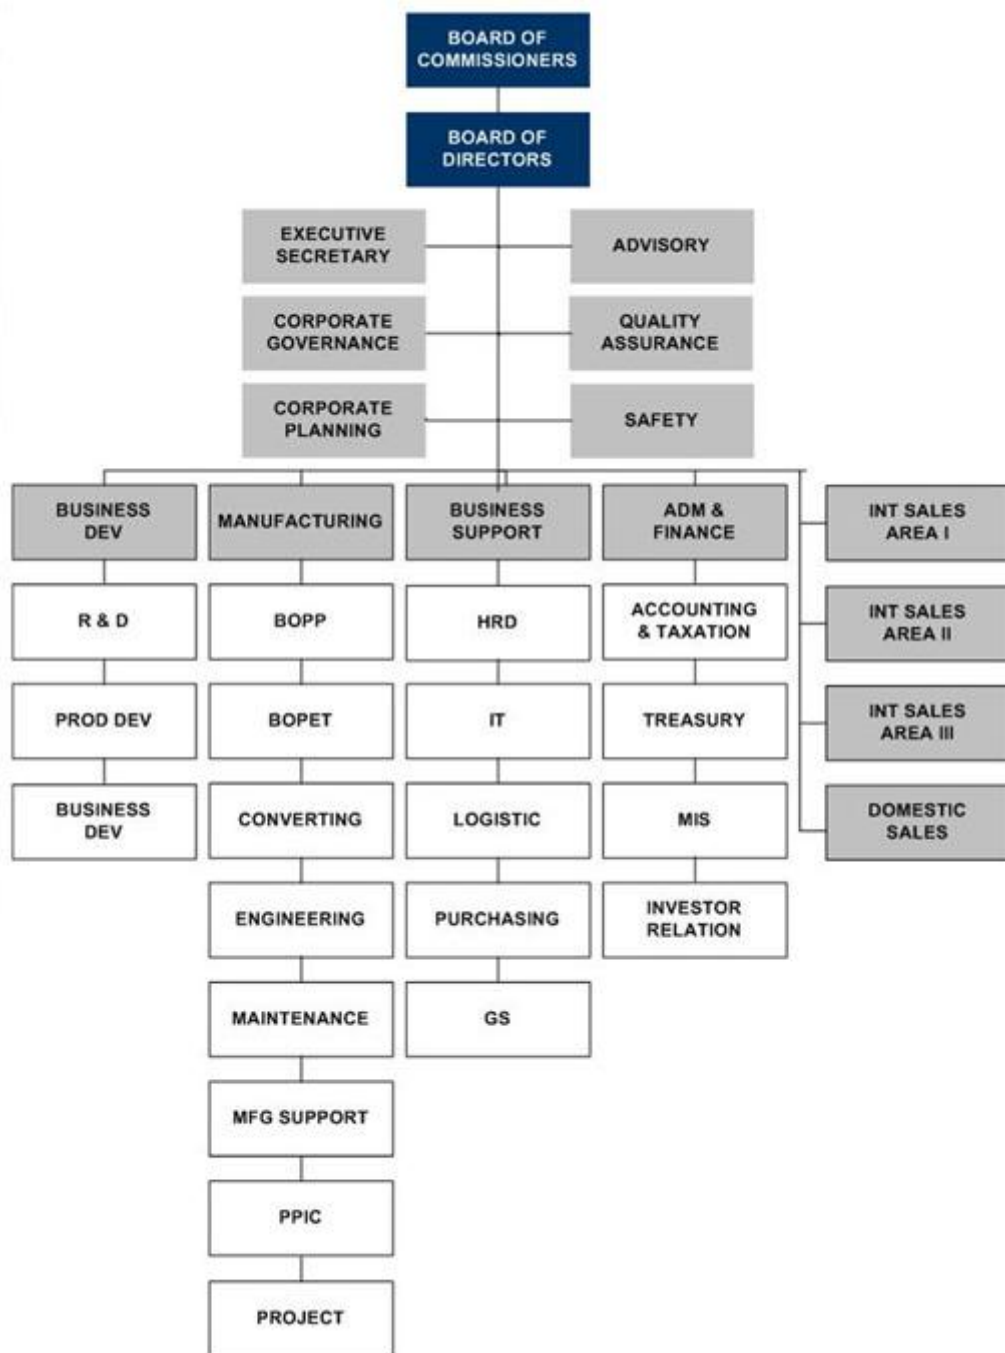 BOARD OF
COMMISSIONERS
BOARD OF
DIRECTORS
EXECUTIVE
SECRETARY
ADVISORY
CORPORATE
GOVERNANCE
QUALITY
ASSURANCE
CORPORATE
PLANNING
SAFETY
BUSINESS
DEV
MANUFACTURING
BUSINESS
SUPPORT
ADM &
FINANCE
INT SALES
AREA I
R & D
BOPP
HRD
ACCOUNTING
& TAXATION
INT SALES
AREA II
PROD DEV
BOPET
IT
TREASURY
INT SALES
AREA III
BUSINESS
DEV
CONVERTING
LOGISTIC
MIS
DOMESTIC
SALES
ENGINEERING
PURCHASING
INVESTOR
RELATION
MAINTENANCE
GS
MFG SUPPORT
PPIC
PROJECT